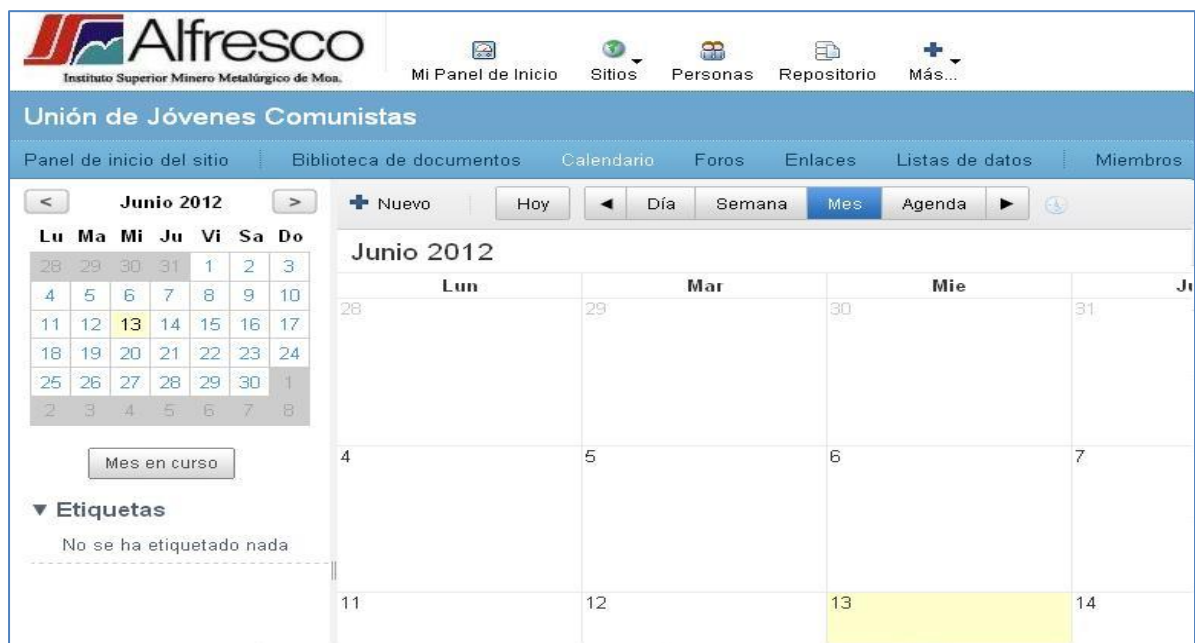 Alfresco
Instituto Superior Minero Metalúrgico de Moa.
Mi Panel de Inicio Sitios Personas Repositorio Más...
Unión de Jóvenes Comunistas
Panel de inicio del sitio Biblioteca de documentos Calendario Foros Enlaces Listas de datos Miembros
< Junio 2012 >
Lu Ma Mi Ju Vi Sa Do
28 29 30 31 1 2 3
4 5 6 7 8 9 10
11 12 13 14 15 16 17
18 19 20 21 22 23 24
25 26 27 28 29 30 1
2 3 4 5 6 7 8
Mes en curso
Etiquetas
No se ha etiquetado nada
Nuevo Hoy Día Semana Mes Agenda
Junio 2012
Lun Mar Mie Ju
28 29 30 31
4 5 6 7
11 12 13 14